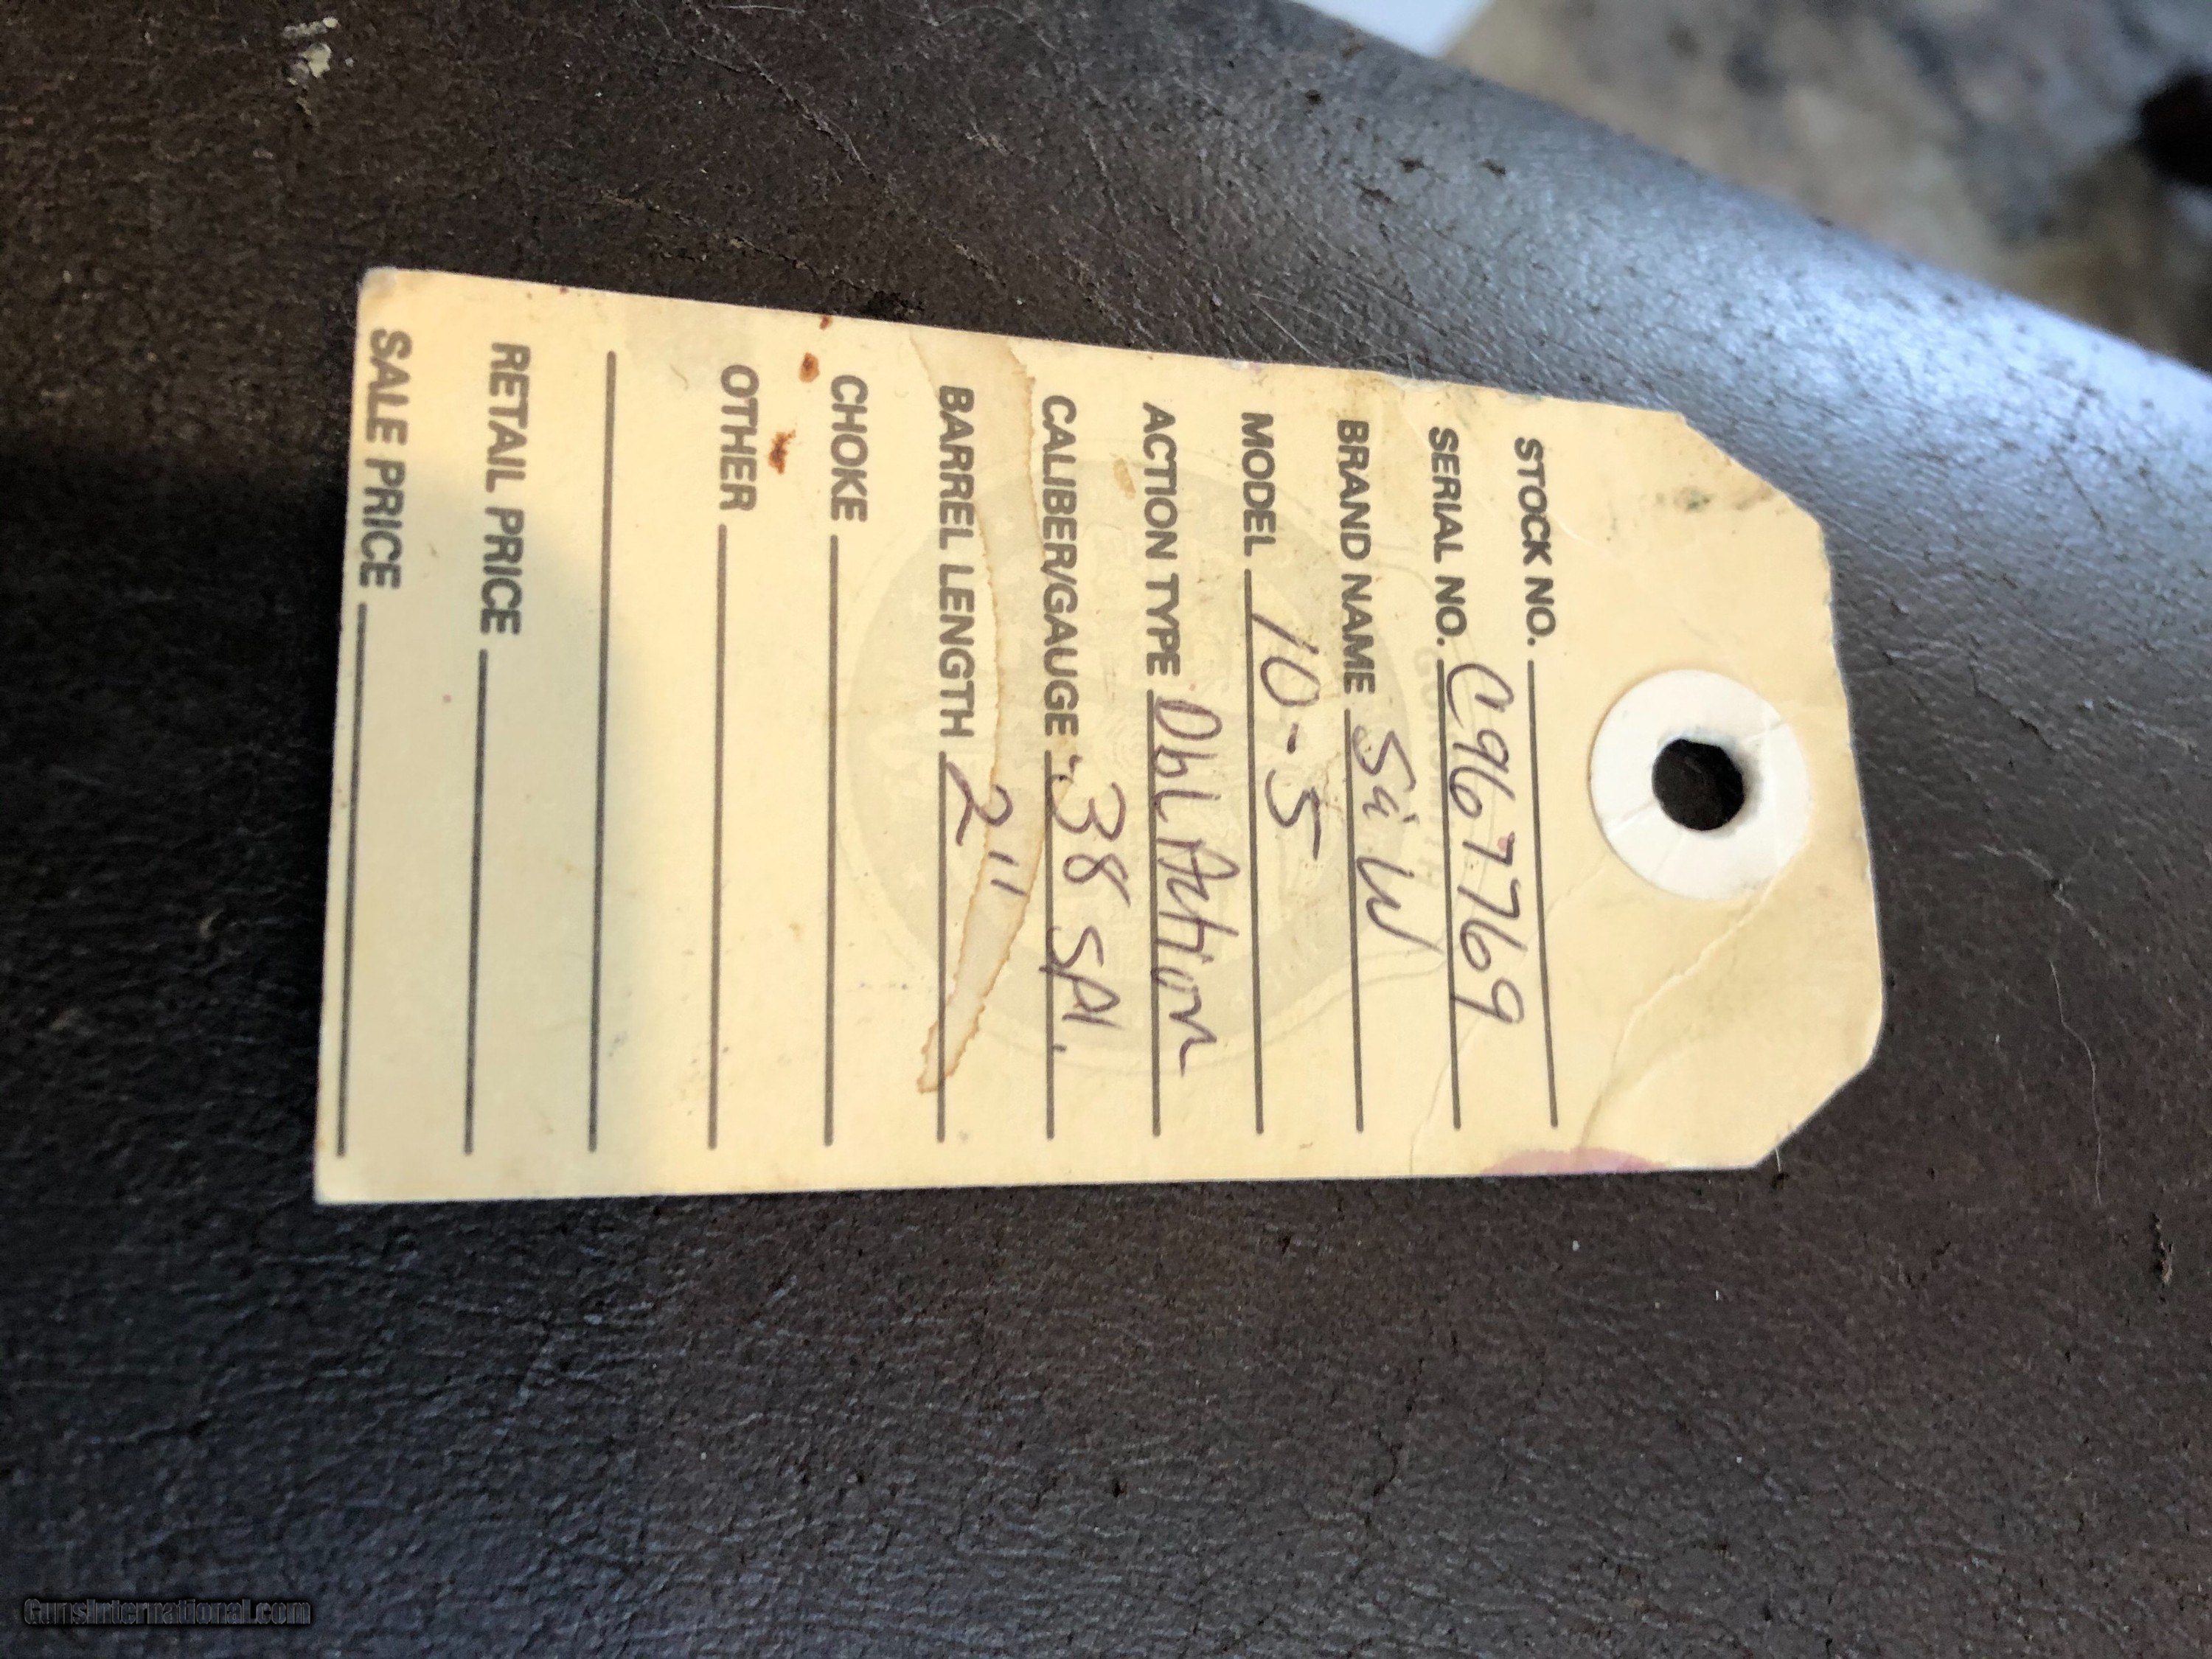 STOCK NO.
SERIAL NO. C967769
BRAND NAME S&W
MODEL 10-5
ACTION TYPE Dbl Action
CALIBER/GAUGE .38 Spl.
BARREL LENGTH 2"
CHOKE
OTHER
RETAIL PRICE
SALE PRICE
GunsInternational.com